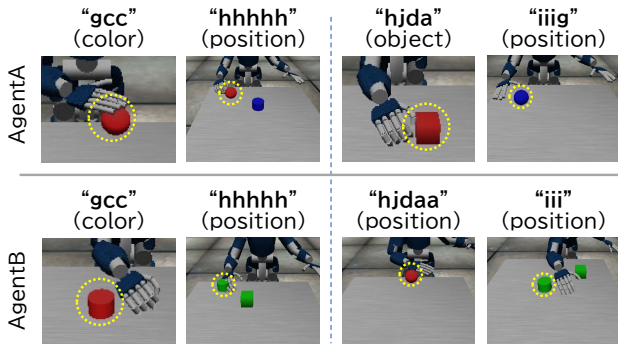 "gcc" "hhhhh" "hjda" "iiig"
(color) (position) (object) (position)
AgentA
"gcc" "hhhhh" "hjdaa" "iii"
(color) (position) (position) (position)
AgentB